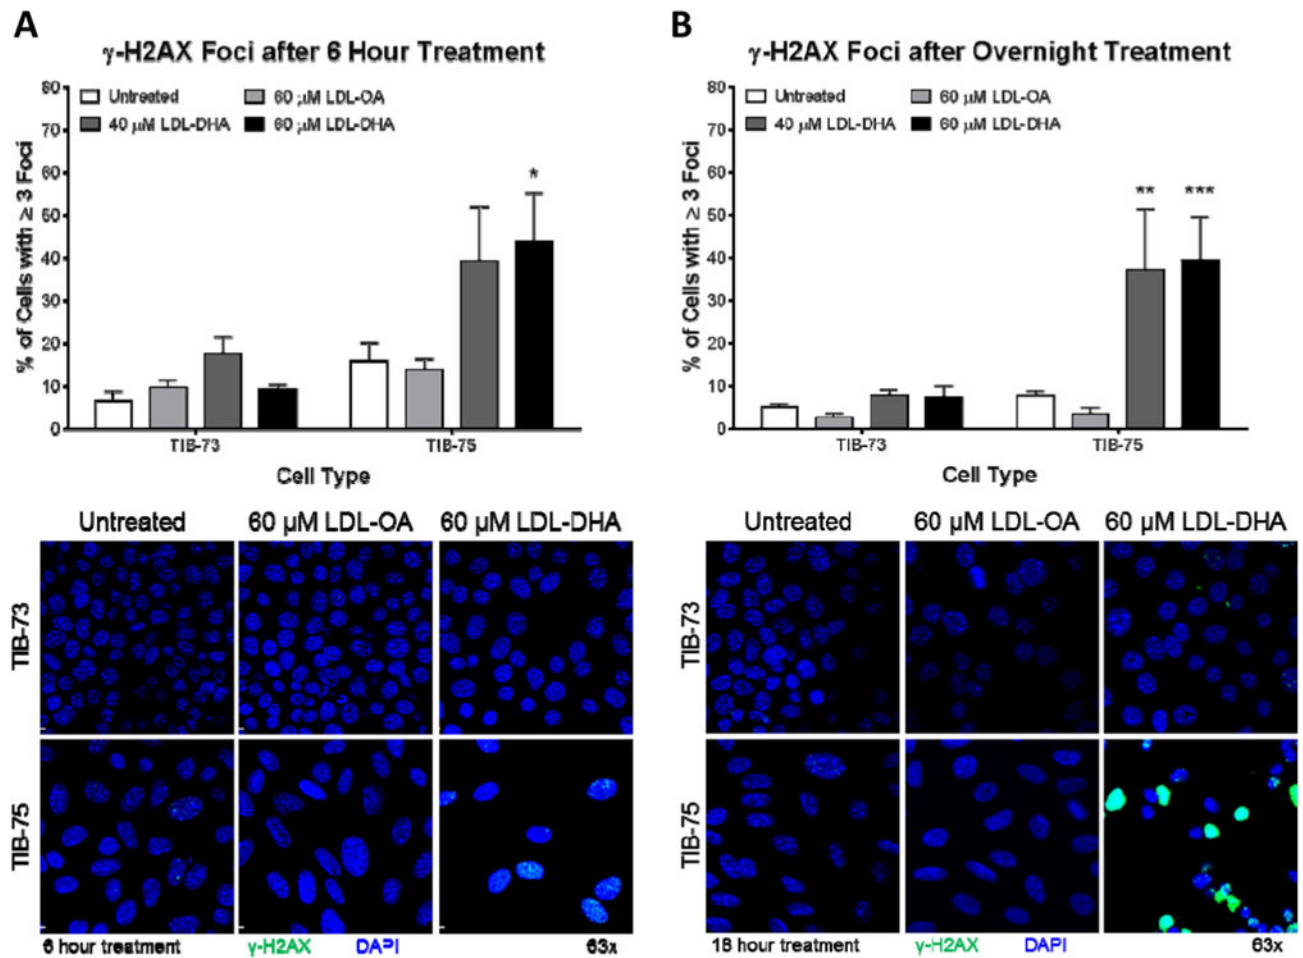 A
γ-H2AX Foci after 6 Hour Treatment
% of Cells with ≥ 3 Foci
80
70
60
50
40
30
20
10
0
Untreated
60 μM LDL-OA
40 μM LDL-DHA
60 μM LDL-DHA
*
TIB-73
TIB-75
Cell Type
Untreated
60 μM LDL-OA
60 μM LDL-DHA
TIB-73
TIB-75
6 hour treatment
γ-H2AX
DAPI
63x
B
γ-H2AX Foci after Overnight Treatment
% of Cells with ≥ 3 Foci
80
70
60
50
40
30
20
10
0
Untreated
60 μM LDL-OA
40 μM LDL-DHA
60 μM LDL-DHA
**
***
TIB-73
TIB-75
Cell Type
Untreated
60 μM LDL-OA
60 μM LDL-DHA
TIB-73
TIB-75
18 hour treatment
γ-H2AX
DAPI
63x